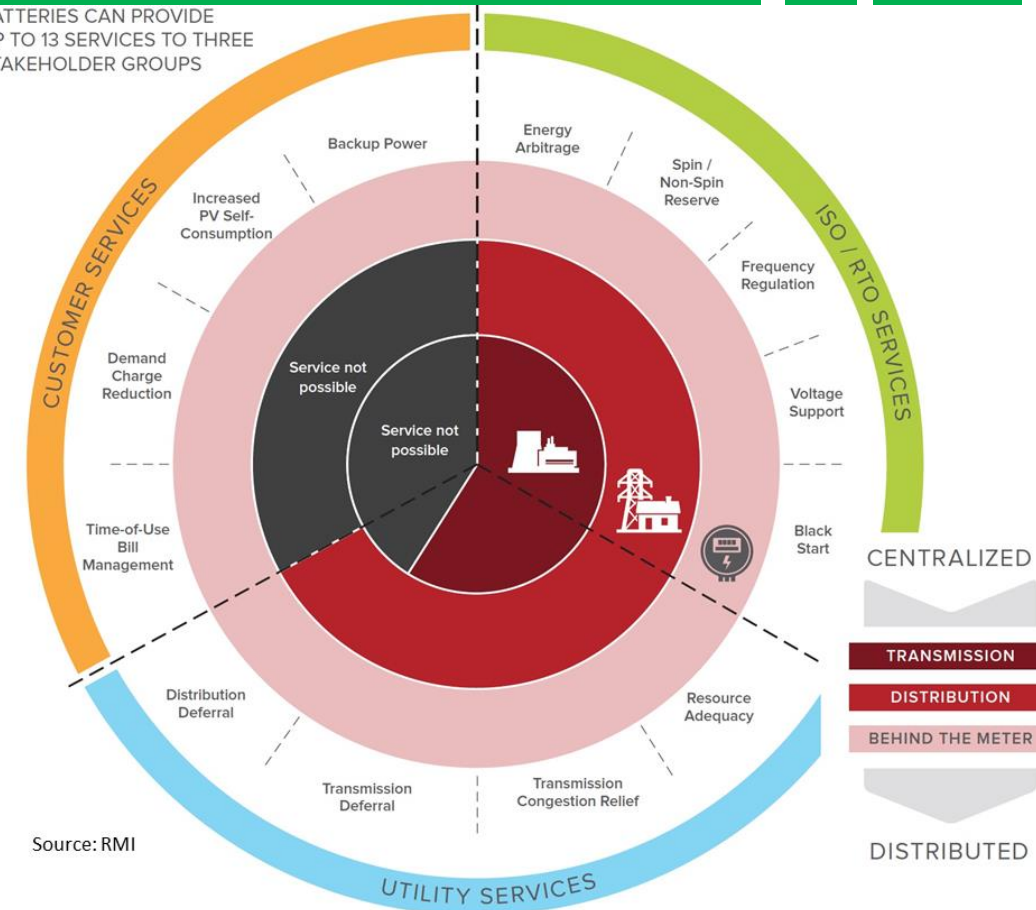 ATTERIES CAN PROVIDE
P TO 13 SERVICES TO THREE
TAKEHOLDER GROUPS
CUSTOMER SERVICES
ISO / RTO SERVICES
UTILITY SERVICES
Backup Power
Increased
PV Self-
Consumption
Demand
Charge
Reduction
Time-of-Use
Bill
Management
Energy
Arbitrage
Spin /
Non-Spin
Reserve
Frequency
Regulation
Voltage
Support
Black
Start
Service not
possible
Service not
possible
Distribution
Deferral
Transmission
Deferral
Transmission
Congestion Relief
Resource
Adequacy
CENTRALIZED
TRANSMISSION
DISTRIBUTION
BEHIND THE METER
DISTRIBUTED
Source: RMI